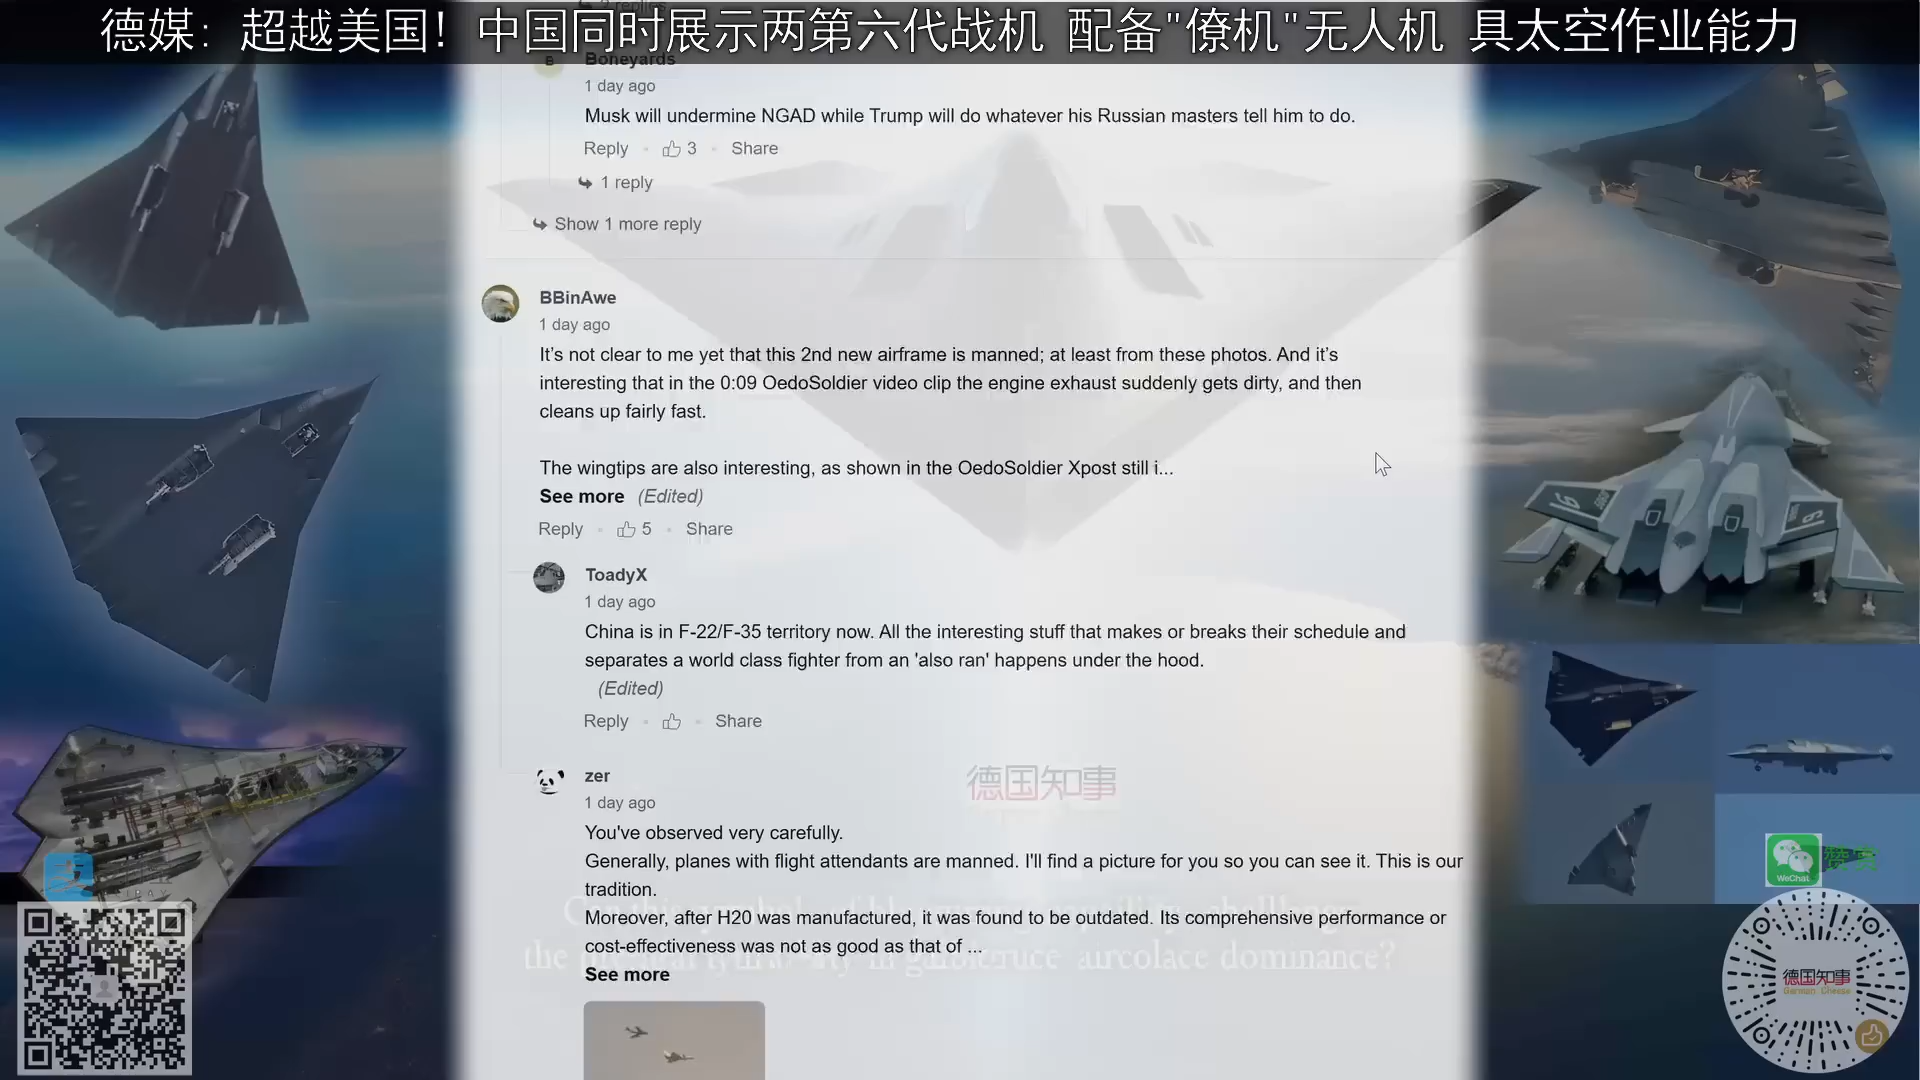 德媒：超越美国！中国同时展示两第六代战机 配备"僚机"无人机 具太空作业能力
Boneyards
1 day ago
Musk will undermine NGAD while Trump will do whatever his Russian masters tell him to do.
Reply 3 Share
1 reply
Show 1 more reply
BBinAwe
1 day ago
It’s not clear to me yet that this 2nd new airframe is manned; at least from these photos. And it’s
interesting that in the 0:09 OedoSoldier video clip the engine exhaust suddenly gets dirty, and then
cleans up fairly fast.
The wingtips are also interesting, as shown in the OedoSoldier Xpost still i...
See more (Edited)
Reply 5 Share
ToadyX
1 day ago
China is in F-22/F-35 territory now. All the interesting stuff that makes or breaks their schedule and
separates a world class fighter from an 'also ran' happens under the hood.
(Edited)
Reply Share
德国知事
zer
1 day ago
You've observed very carefully.
Generally, planes with flight attendants are manned. I'll find a picture for you so you can see it. This is our
tradition.
Moreover, after H20 was manufactured, it was found to be outdated. Its comprehensive performance or
cost-effectiveness was not as good as that of ...
See more
dominance?
WeChat
德国知事
German Cheese